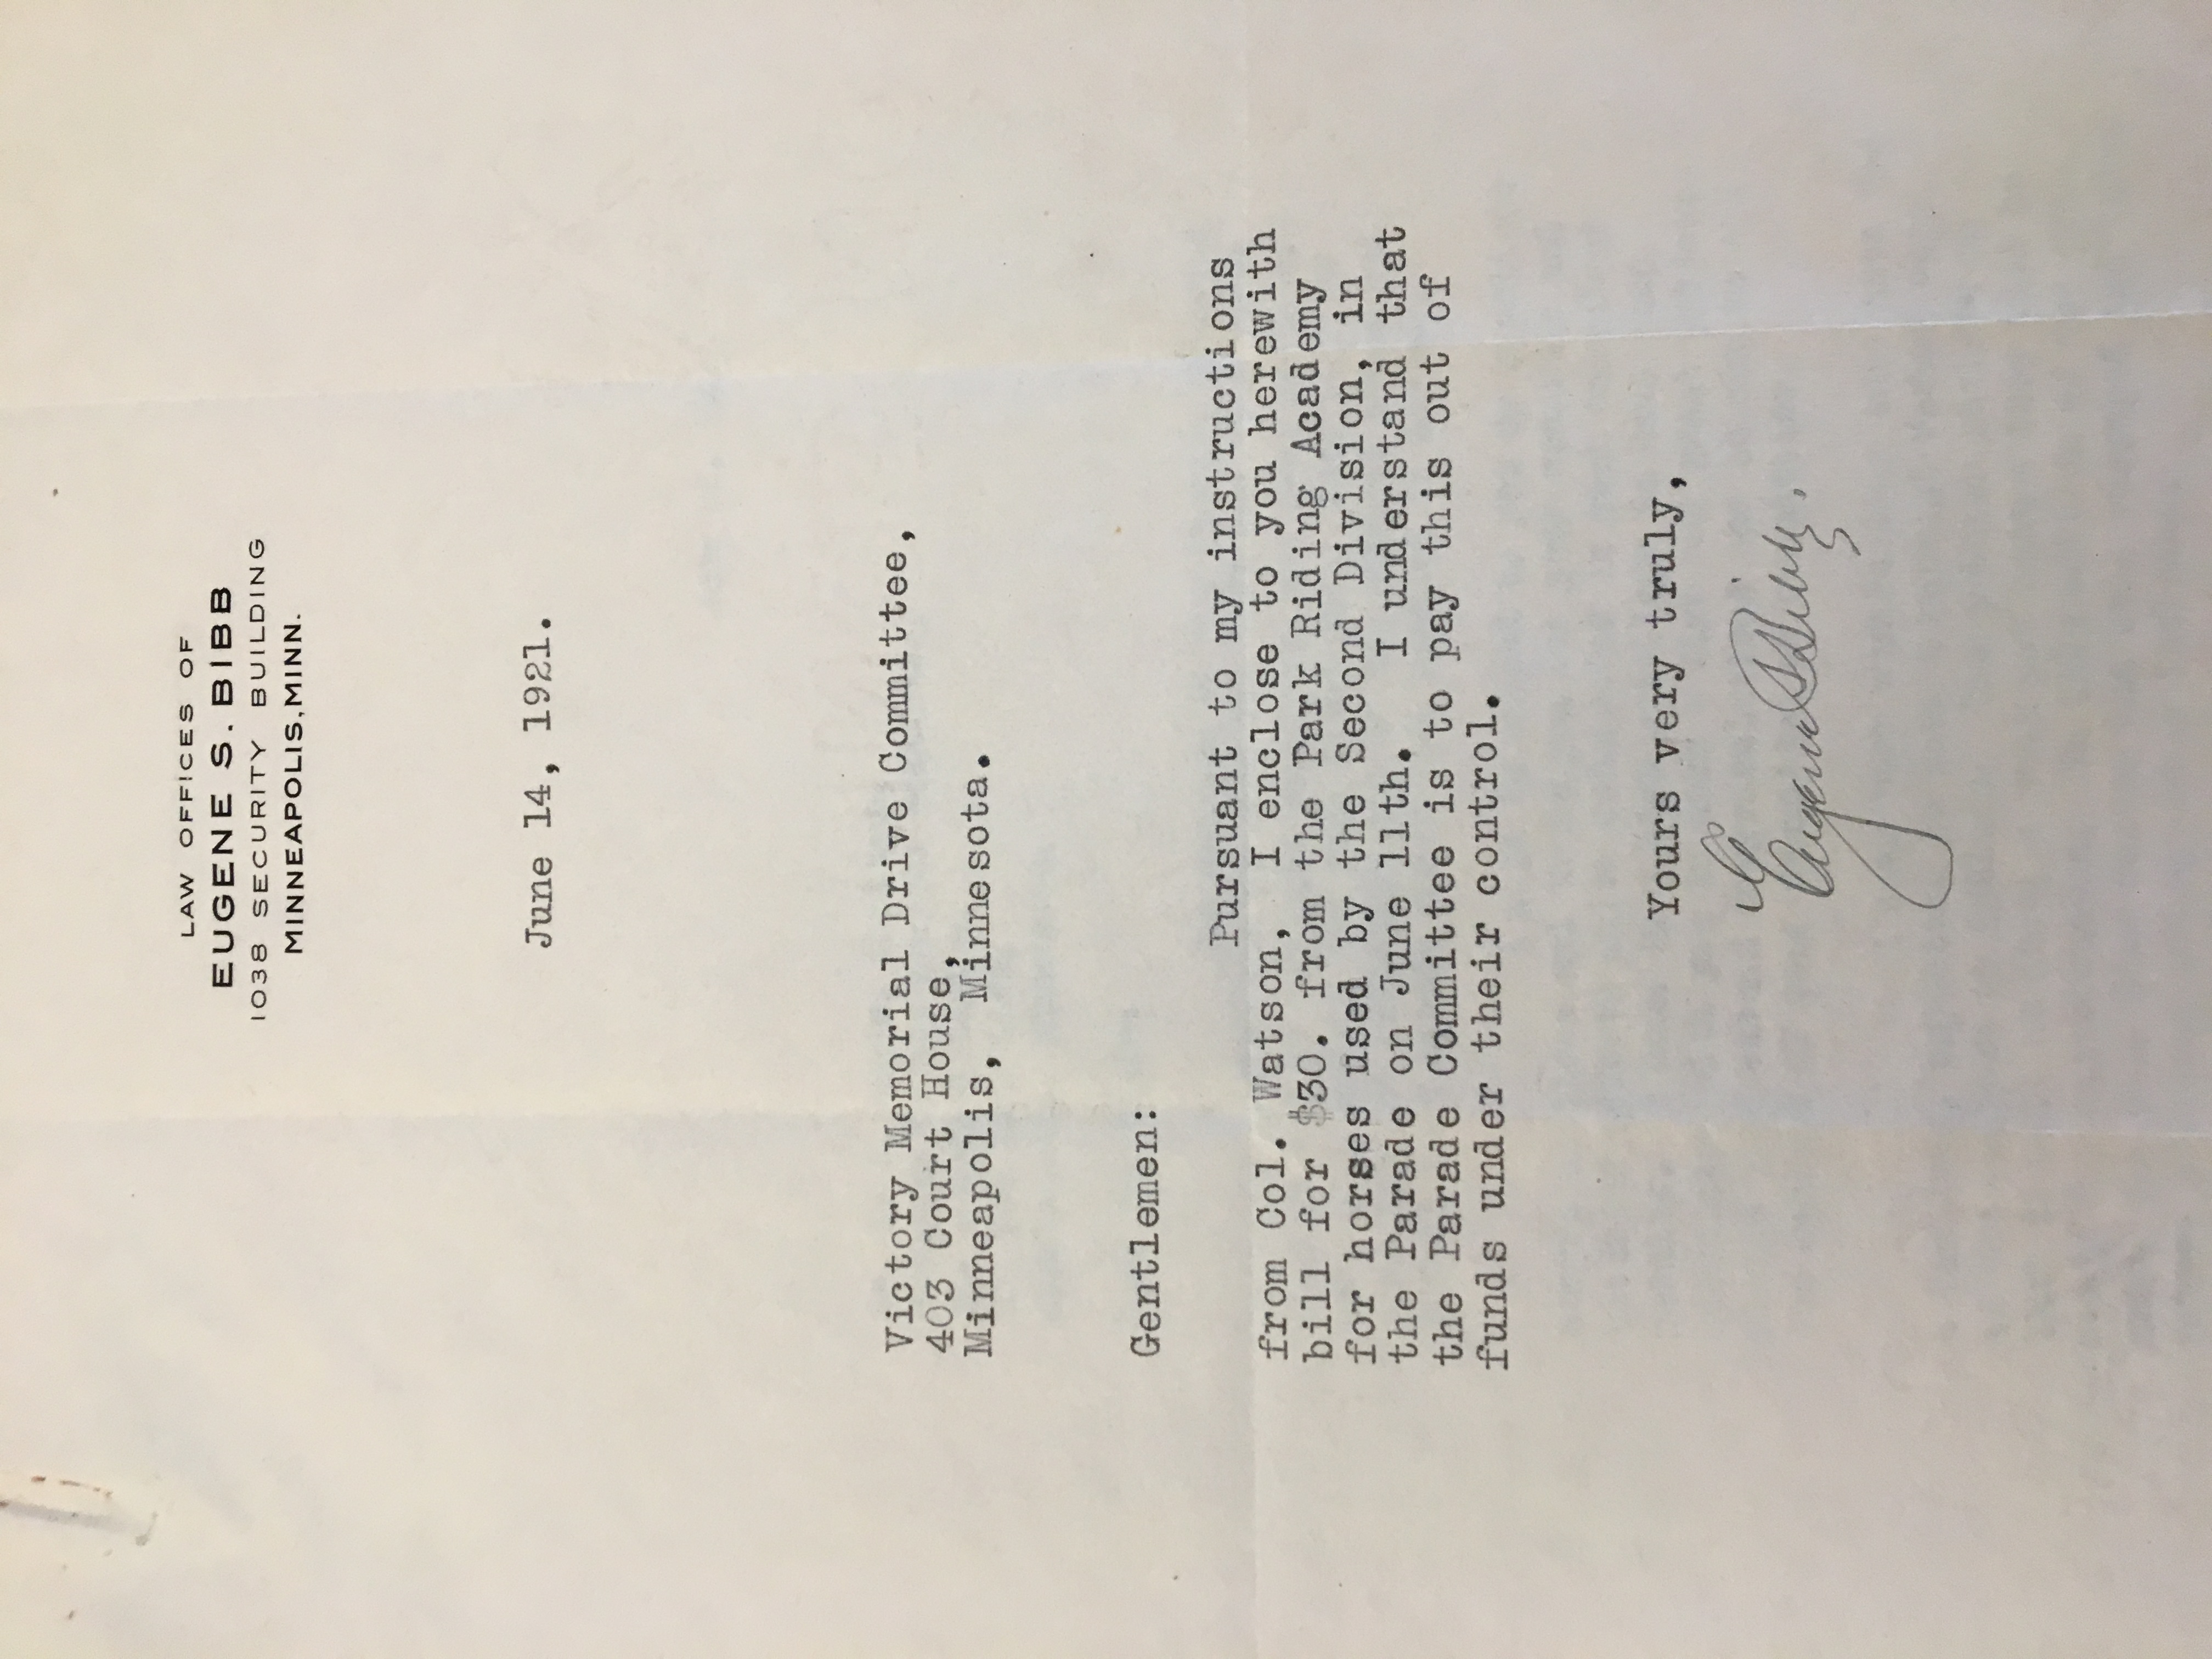 LAW OFFICES OF
EUGENE S. BIBB
1038 SECURITY BUILDING
MINNEAPOLIS, MINN.
June 14, 1921.
Victory Memorial Drive Committee,
403 Court House,
Minneapolis, Minnesota.
Gentlemen:
Pursuant to my instructions
from Col. Watson, I enclose to you herewith
bill for $30. from the Park Riding Academy
for horses used by the Second Division, in
the Parade on June 11th. I understand that
the Parade Committee is to pay this out of
funds under their control.
Yours very truly,
Eugene S Bibb.